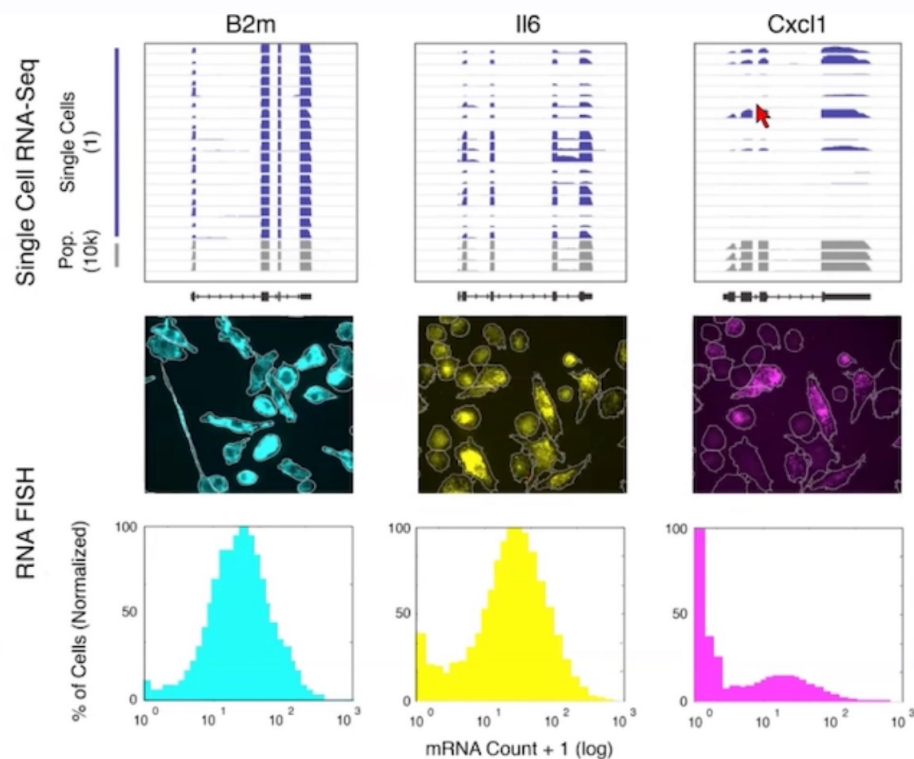 B2m Il6 Cxcl1
Single Cell RNA-Seq
Single Cells
(1)
Pop.
(10k)
RNA FISH
% of Cells (Normalized)
100 100 100
50 50 50
0 0 0
10^0 10^1 10^2 10^3 10^0 10^1 10^2 10^3 10^0 10^1 10^2 10^3
mRNA Count + 1 (log)